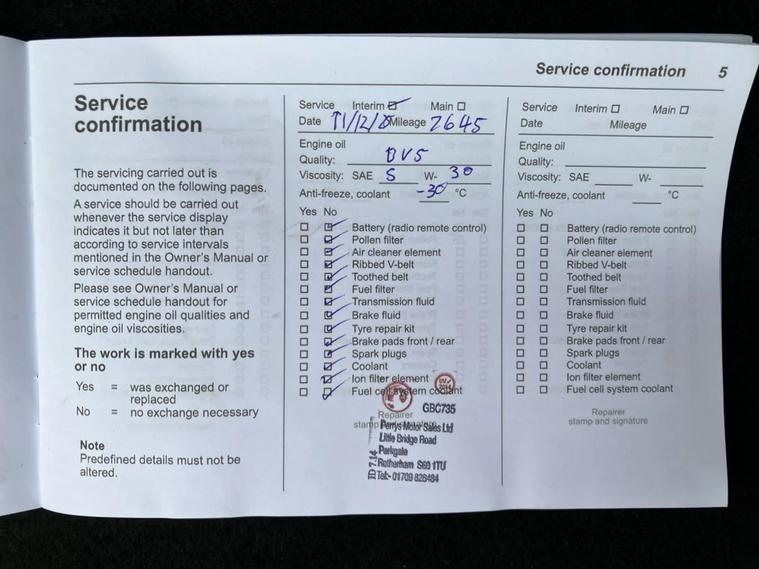 Service confirmation 5
Service
confirmation
The servicing carried out is
documented on the following pages.
A service should be carried out
whenever the service display
indicates it but not later than
according to service intervals
mentioned in the Owner's Manual or
service schedule handout.
Please see Owner's Manual or
service schedule handout for
permitted engine oil qualities and
engine oil viscosities.
The work is marked with yes
or no
Yes = was exchanged or
replaced
No = no exchange necessary
Note
Predefined details must not be
altered.
Service Interim Main
Date 11/12/ Mileage 7645
Engine oil
Quality: DVS
Viscosity: SAE 5 W- 30
Anti-freeze, coolant -30 °C
Yes No
Battery (radio remote control)
Pollen filter
Air cleaner element
Ribbed V-belt
Toothed belt
Fuel filter
Transmission fluid
Brake fluid
Tyre repair kit
Brake pads front / rear
Spark plugs
Coolant
Ion filter element
Fuel cell system coolant
Repairer
stamp
GBC735
Perrys Motor Sales Ltd
Little Bridge Road
Parkgate
Rotherham S60 1TU
Tel:- 01709 828484
ID 7.14
Service Interim Main
Date Mileage
Engine oil
Quality:
Viscosity: SAE W-
Anti-freeze, coolant °C
Yes No
Battery (radio remote control)
Pollen filter
Air cleaner element
Ribbed V-belt
Toothed belt
Fuel filter
Transmission fluid
Brake fluid
Tyre repair kit
Brake pads front / rear
Spark plugs
Coolant
Ion filter element
Fuel cell system coolant
Repairer
stamp and signature